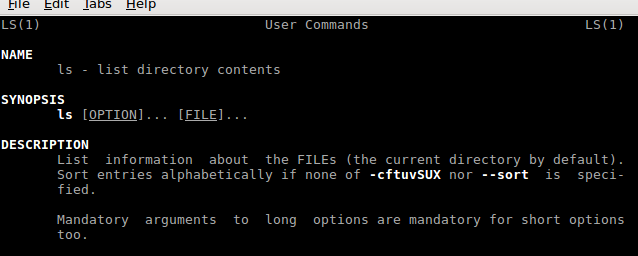 File Edit Tabs Help
LS(1) User Commands LS(1)
NAME
ls - list directory contents
SYNOPSIS
ls [OPTION]... [FILE]...
DESCRIPTION
List information about the FILEs (the current directory by default).
Sort entries alphabetically if none of -cftuvSUX nor --sort is speci-
fied.
Mandatory arguments to long options are mandatory for short options
too.